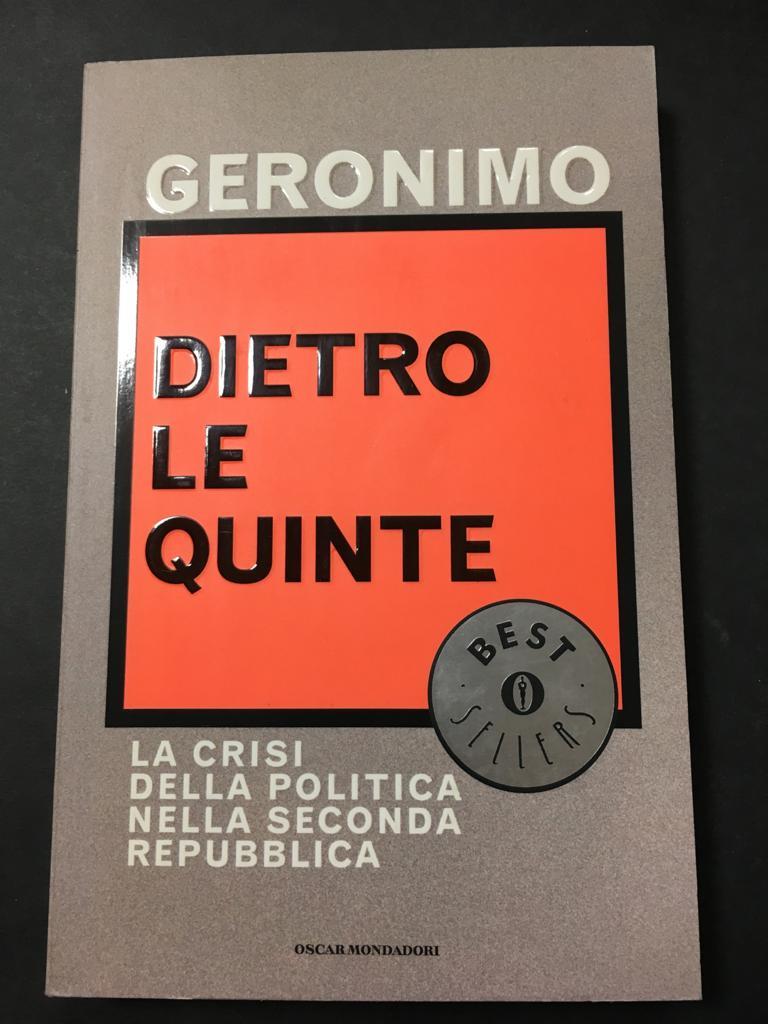 GERONIMO
DIETRO
LE
QUINTE
BEST
O
SELLERS
LA CRISI
DELLA POLITICA
NELLA SECONDA
REPUBBLICA
OSCAR MONDADORI